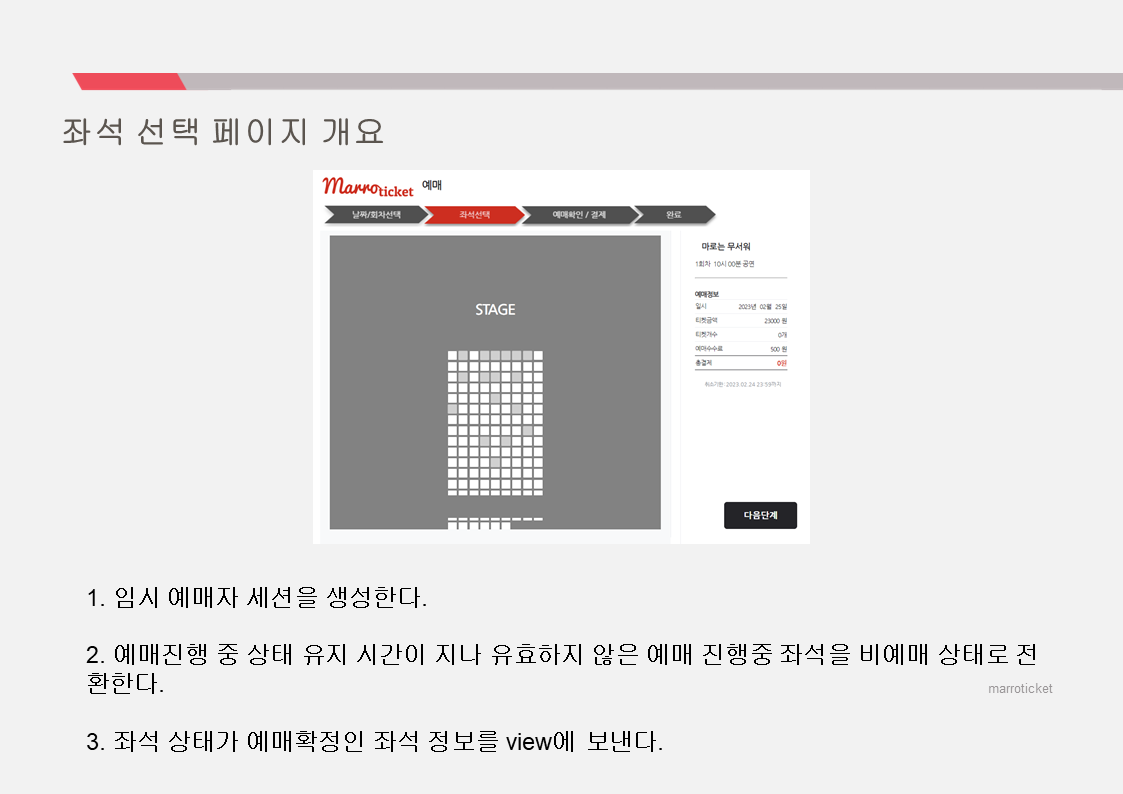 좌석 선택 페이지 개요
Marroticket 예매
날짜/회차선택 좌석선택 예매확인 / 결제 완료
마로는 무서워
1회차 10시 00분 공연
STAGE
예매정보
일시 2023년 02월 25일
티켓금액 23000 원
티켓개수 0개
예매수수료 500 원
총결제 0원
취소기한 2023.02.24 23:59까지
다음단계
1. 임시 예매자 세션을 생성한다.
2. 예매진행 중 상태 유지 시간이 지나 유효하지 않은 예매 진행중 좌석을 비예매 상태로 전
환한다.
marroticket
3. 좌석 상태가 예매확정인 좌석 정보를 view에 보낸다.